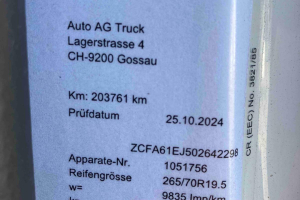 Auto AG Truck
Lagerstrasse 4
CH-9200 Gossau
Km: 203761 km
Prüfdatum 25.10.2024
ZCFA61EJ502642298
Apparate-Nr. 1051756
Reifengrösse 265/70R19.5
w= 9835 Imp/km
CR (EEC) No. 3821/85